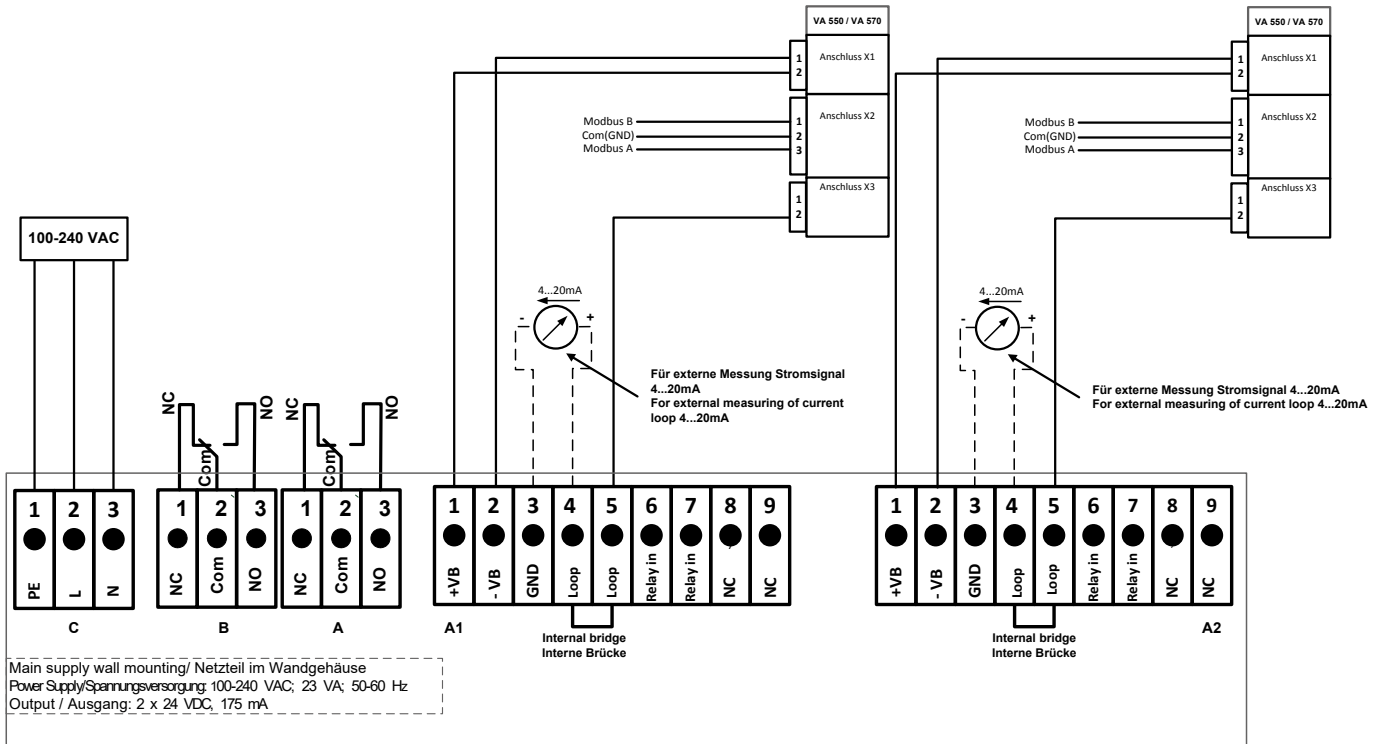 VA 550 / VA 570
1
2
Anschluss X1
Modbus B
Com(GND)
Modbus A
1
2
3
Anschluss X2
1
2
Anschluss X3
VA 550 / VA 570
1
2
Anschluss X1
Modbus B
Com(GND)
Modbus A
1
2
3
Anschluss X2
1
2
Anschluss X3
100-240 VAC
4...20mA
- +
Für externe Messung Stromsignal
4...20mA
For external measuring of current
loop 4...20mA
4...20mA
- +
Für externe Messung Stromsignal 4...20mA
For external measuring of current loop 4...20mA
NC Com NO
NC Com NO
1 2 3
PE L N
C
1 2 3
NC Com NO
B
1 2 3
NC Com NO
A
1 2 3 4 5 6 7 8 9
+VB - VB GND Loop Loop Relay in Relay in NC NC
A1
Internal bridge
Interne Brücke
1 2 3 4 5 6 7 8 9
+VB - VB GND Loop Loop Relay in Relay in NC NC
Internal bridge
Interne Brücke
A2
Main supply wall mounting/ Netzteil im Wandgehäuse
Power Supply/Spannungsversorgung: 100-240 VAC; 23 VA; 50-60 Hz
Output / Ausgang: 2 x 24 VDC, 175 mA